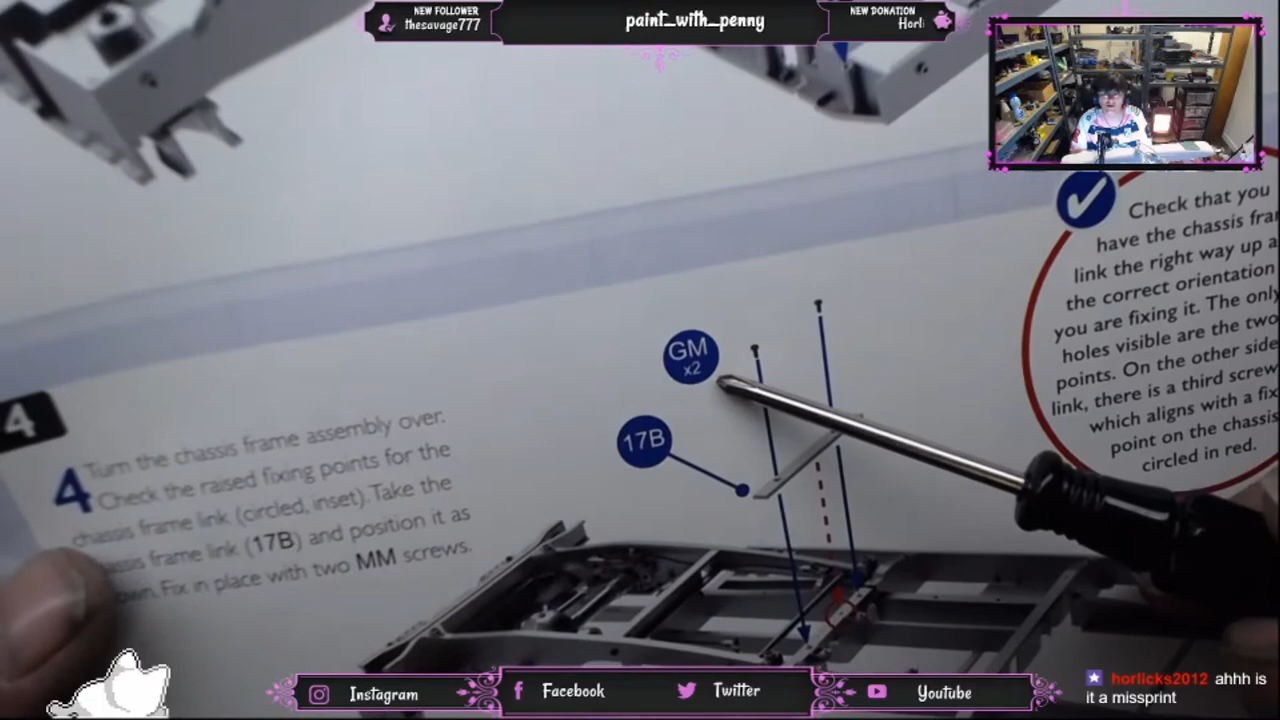 NEW FOLLOWER
thesavage777
paint_with_penny
NEW DONATION
Horli
Check that you
have the chassis fra
link the right way up a
the correct orientation
you are fixing it. The only
holes visible are the two
points. On the other side
link, there is a third screw
which aligns with a fix
point on the chassis
circled in red.
GM
x2
17B
4
4 Turn the chassis frame assembly over.
Check the raised fixing points for the
chassis frame link (circled, inset). Take the
assis frame link (17B) and position it as
own. Fix in place with two MM screws.
Instagram
Facebook
Twitter
Youtube
horlicks2012 ahhh is
it a missprint